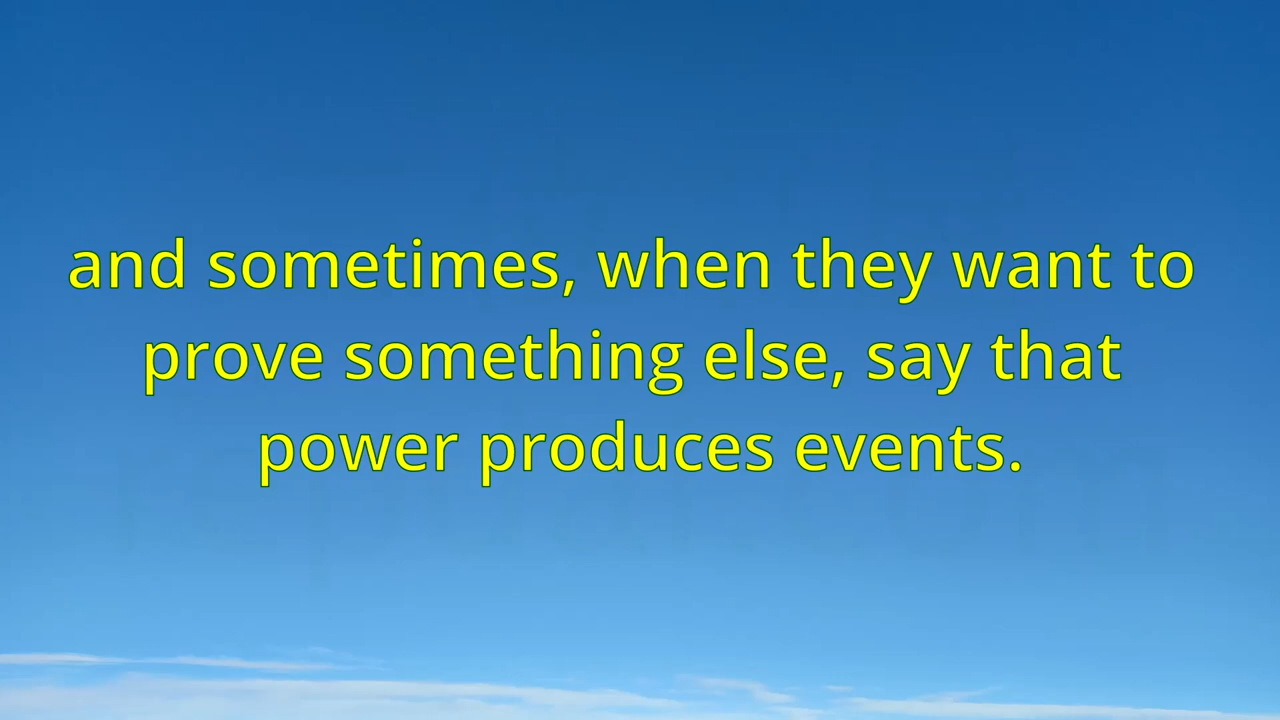 and sometimes, when they want to
prove something else, say that
power produces events.